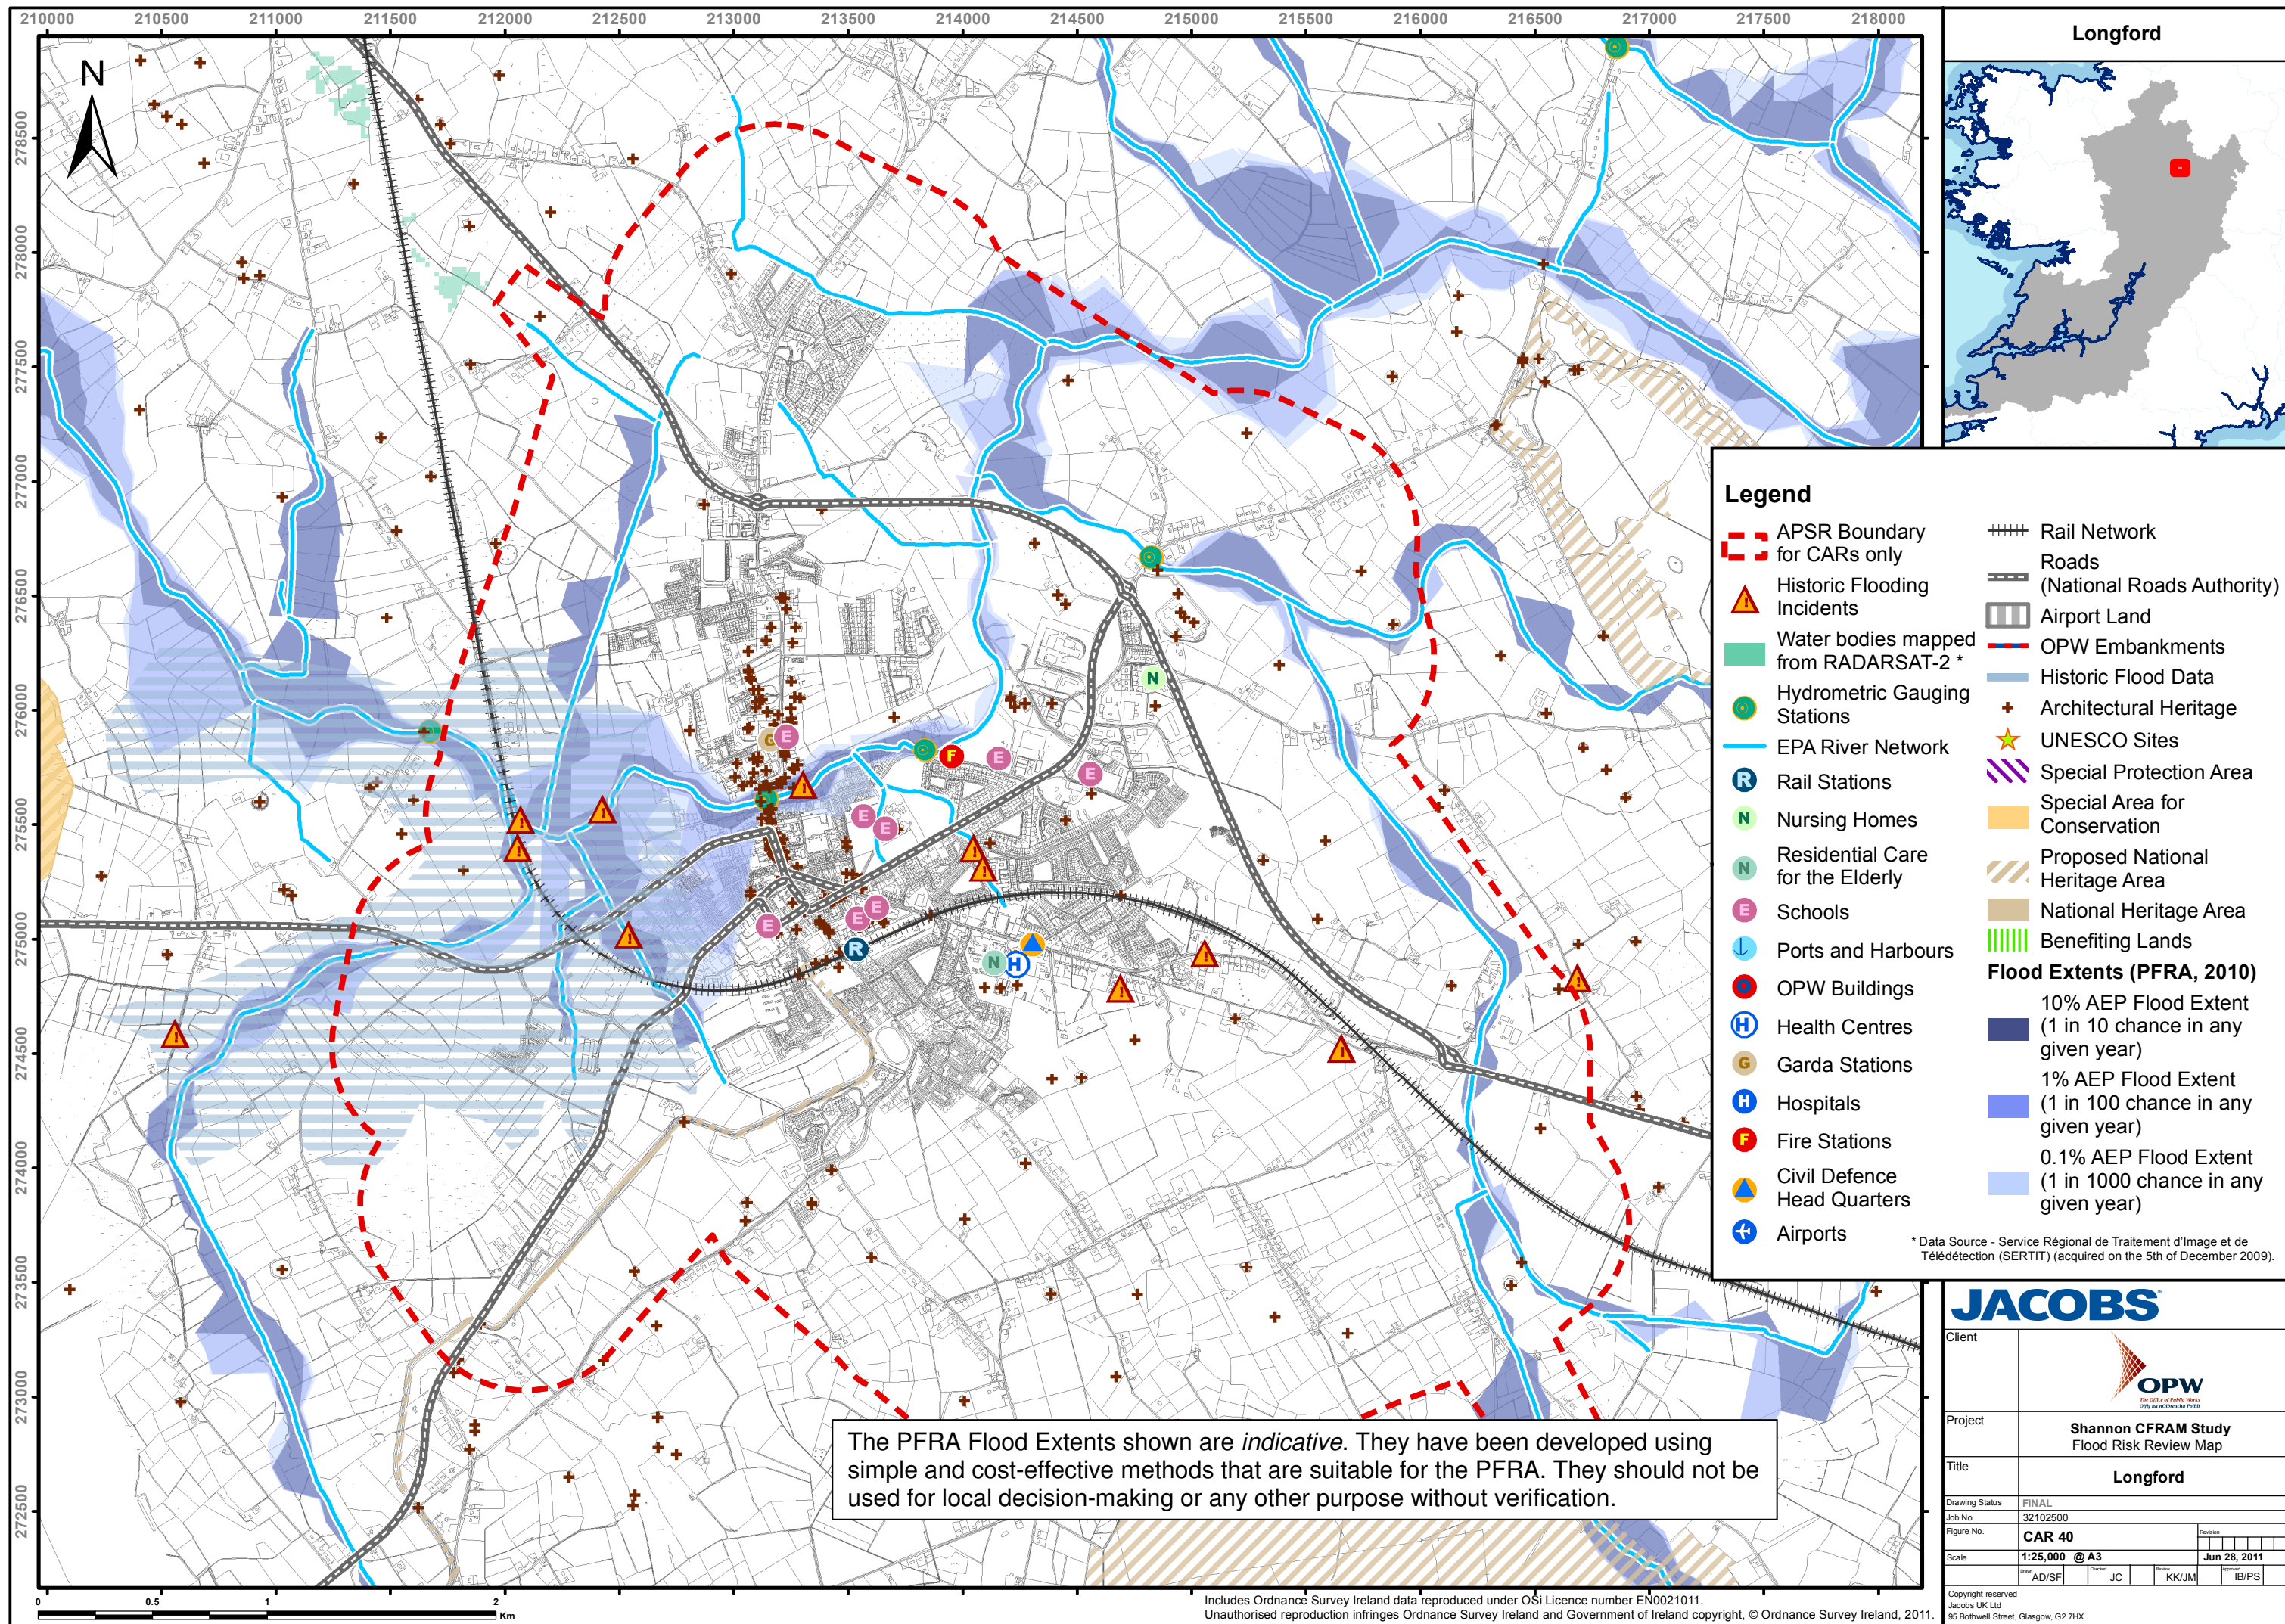 210000 210500 211000 211500 212000 212500 213000 213500 214000 214500 215000 215500 216000 216500 217000 217500 218000
278500
278000
277500
277000
276500
276000
275500
275000
274500
274000
273500
273000
272500
N
Longford
Legend
APSR Boundary
for CARs only
Historic Flooding
Incidents
Water bodies mapped
from RADARSAT-2 *
Hydrometric Gauging
Stations
EPA River Network
R Rail Stations
N Nursing Homes
N Residential Care
for the Elderly
E Schools
Ports and Harbours
O OPW Buildings
H Health Centres
G Garda Stations
H Hospitals
F Fire Stations
Civil Defence
Head Quarters
Airports
Rail Network
Roads
(National Roads Authority)
Airport Land
OPW Embankments
Historic Flood Data
Architectural Heritage
UNESCO Sites
Special Protection Area
Special Area for
Conservation
Proposed National
Heritage Area
National Heritage Area
Benefiting Lands
Flood Extents (PFRA, 2010)
10% AEP Flood Extent
(1 in 10 chance in any
given year)
1% AEP Flood Extent
(1 in 100 chance in any
given year)
0.1% AEP Flood Extent
(1 in 1000 chance in any
given year)
* Data Source - Service Régional de Traitement d'Image et de
Télédétection (SERTIT) (acquired on the 5th of December 2009).
The PFRA Flood Extents shown are indicative. They have been developed using
simple and cost-effective methods that are suitable for the PFRA. They should not be
used for local decision-making or any other purpose without verification.
JACOBS
Client
OPW
The Office of Public Works
Oifig na nOibreacha Poiblí
Project
Shannon CFRAM Study
Flood Risk Review Map
Title
Longford
Drawing Status FINAL
Job No. 32102500
Figure No. CAR 40 Revision
Scale 1:25,000 @ A3 Jun 28, 2011
Drawn AD/SF Checked JC Review KK/JM Approved IB/PS
Copyright reserved
Jacobs UK Ltd
95 Bothwell Street, Glasgow, G2 7HX
0 0.5 1 2
Km
Includes Ordnance Survey Ireland data reproduced under OSi Licence number EN0021011.
Unauthorised reproduction infringes Ordnance Survey Ireland and Government of Ireland copyright, © Ordnance Survey Ireland, 2011.